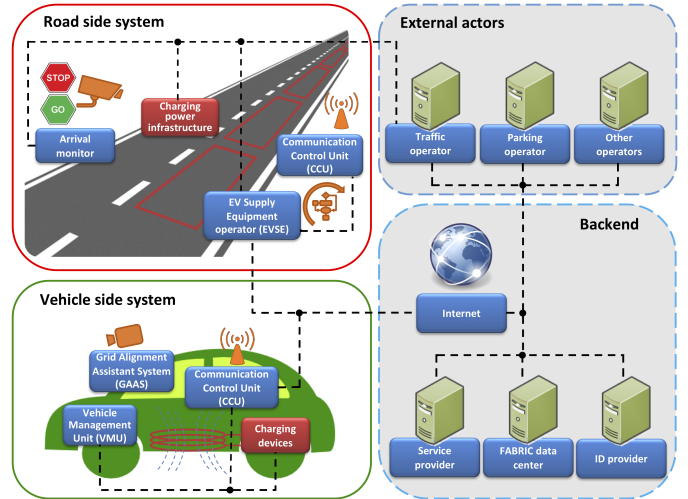 Road side system
STOP
GO
Arrival
monitor
Charging
power
infrastructure
Communication
Control Unit
(CCU)
EV Supply
Equipment
operator (EVSE)
External actors
Traffic
operator
Parking
operator
Other
operators
Backend
Internet
Service
provider
FABRIC data
center
ID provider
Vehicle side system
Grid Alignment
Assistant System
(GAAS)
Communication
Control Unit
(CCU)
Vehicle
Management
Unit (VMU)
Charging
devices